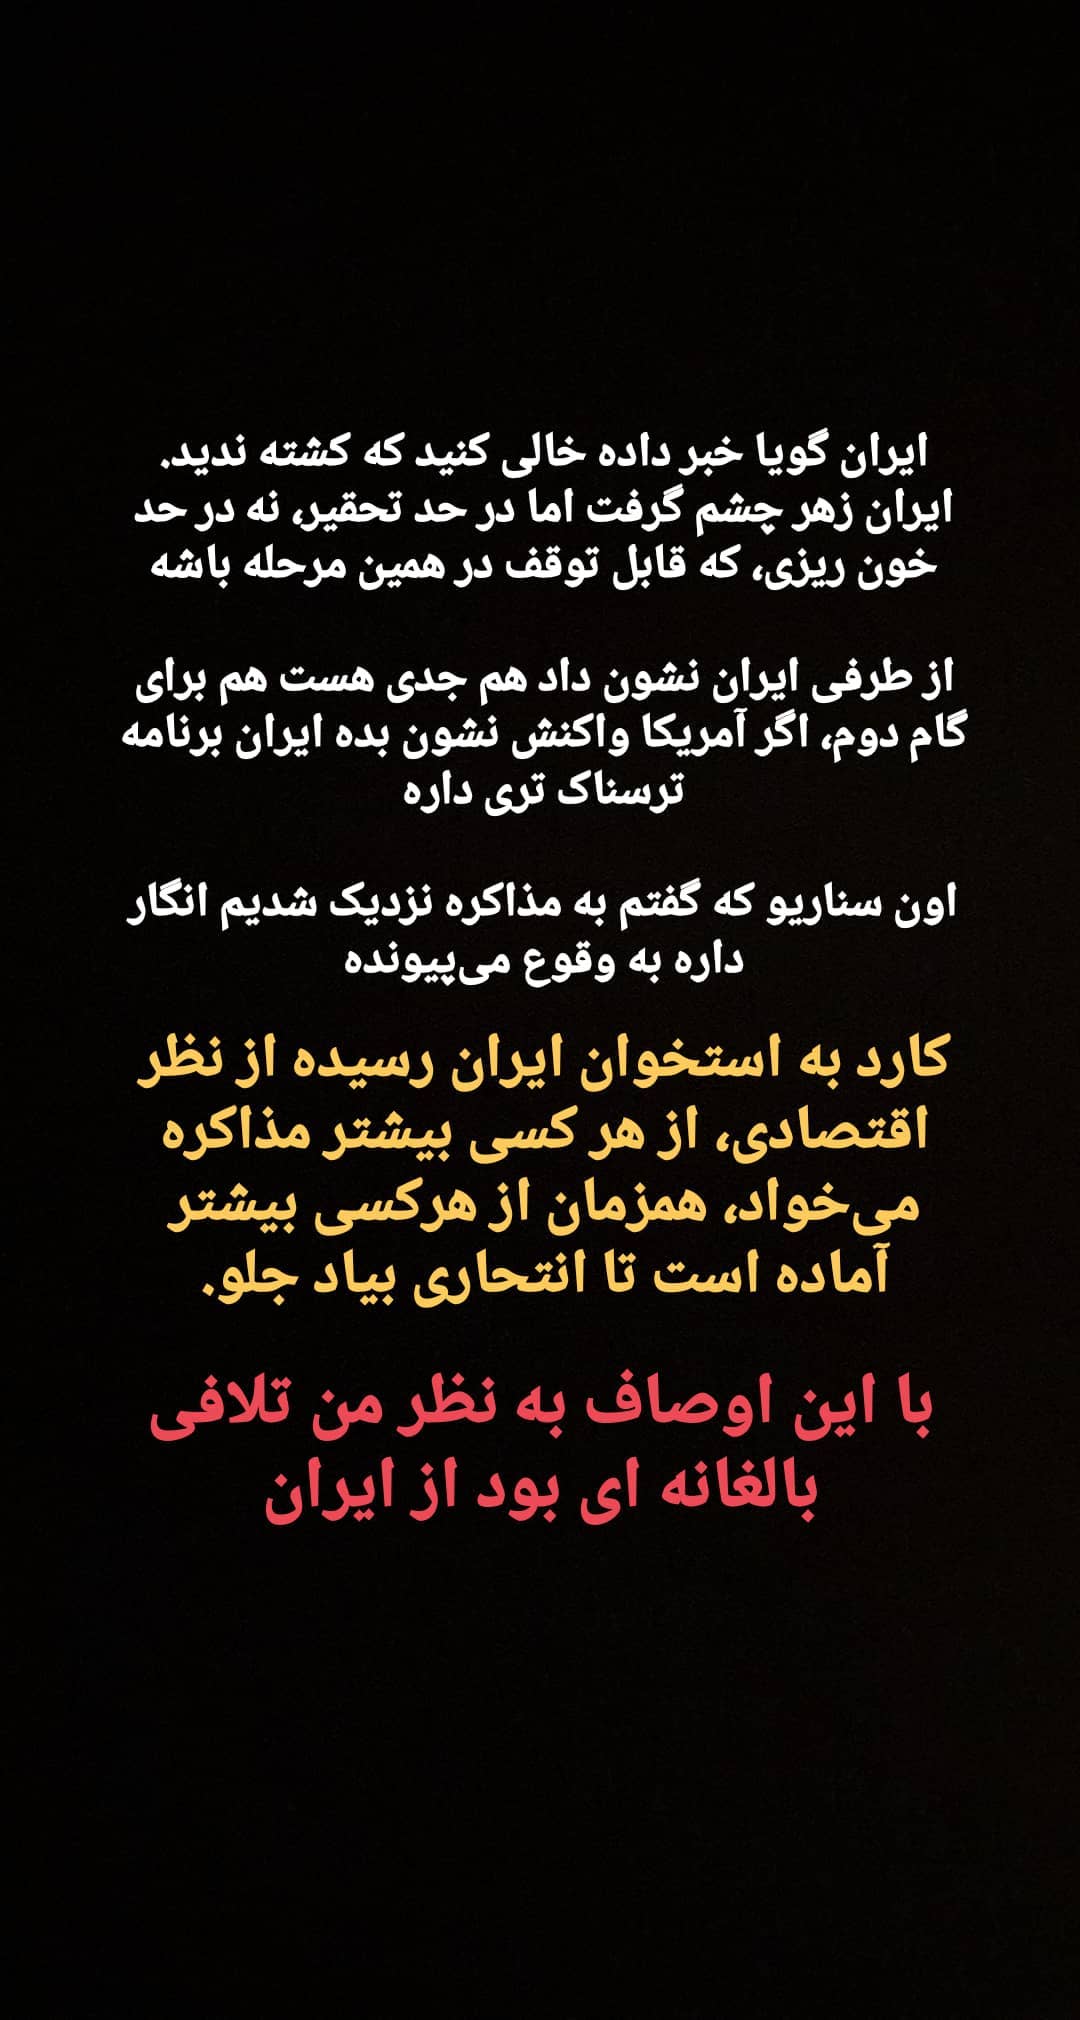 ایران گویا خبر داده خالی کنید که کشته ندید.
ایران زهر چشم گرفت اما در حد تحقیر، نه در حد
خون ریزی، که قابل توقف در همین مرحله باشه
از طرفی ایران نشون داد هم جدی هست هم برای
گام دوم، اگر آمریکا واکنش نشون بده ایران برنامه
ترسناک تری داره
اون سناریو که گفتم به مذاکره نزدیک شدیم انگار
داره به وقوع می‌پیونده
کارد به استخوان ایران رسیده از نظر
اقتصادی، از هر کسی بیشتر مذاکره
می‌خواد، همزمان از هرکسی بیشتر
آماده است تا انتحاری بیاد جلو.
با این اوصاف به نظر من تلافی
بالغانه ای بود از ایران